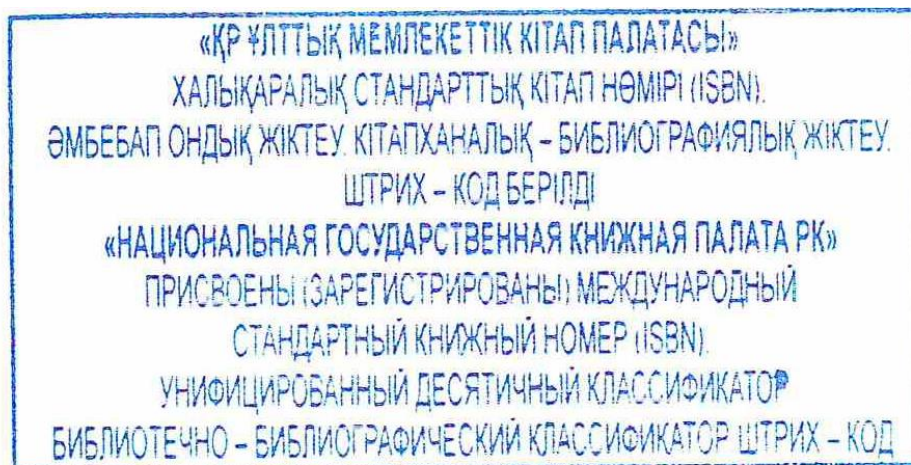 «ҚР ҰЛТТЫҚ МЕМЛЕКЕТТІК КІТАП ПАЛАТАСЫ»
ХАЛЫҚАРАЛЫҚ СТАНДАРТТЫҚ КІТАП НӨМІРІ (ISBN).
ӘМБЕБАП ОНДЫҚ ЖІКТЕУ. КІТАПХАНАЛЫҚ – БИБЛИОГРАФИЯЛЫҚ ЖІКТЕУ.
ШТРИХ – КОД БЕРІЛДІ
«НАЦИОНАЛЬНАЯ ГОСУДАРСТВЕННАЯ КНИЖНАЯ ПАЛАТА РК»
ПРИСВОЕНЫ (ЗАРЕГИСТРИРОВАНЫ) МЕЖДУНАРОДНЫЙ
СТАНДАРТНЫЙ КНИЖНЫЙ НОМЕР (ISBN).
УНИФИЦИРОВАННЫЙ ДЕСЯТИЧНЫЙ КЛАССИФИКАТОР
БИБЛИОТЕЧНО – БИБЛИОГРАФИЧЕСКИЙ КЛАССИФИКАТОР ШТРИХ – КОД